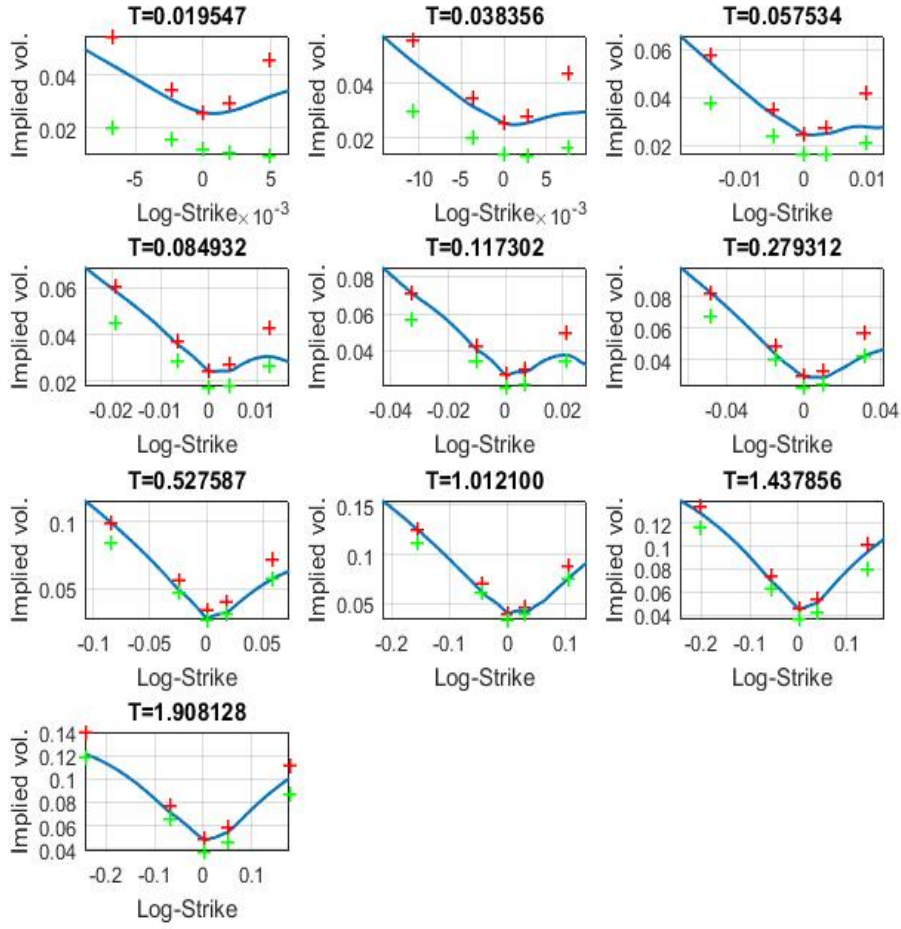 T=0.019547
Implied vol.
0.04
0.02
-5 0 5
Log-Strike ×10-3
T=0.038356
Implied vol.
0.04
0.02
-10 -5 0 5
Log-Strike ×10-3
T=0.057534
Implied vol.
0.06
0.04
0.02
-0.01 0 0.01
Log-Strike
T=0.084932
Implied vol.
0.06
0.04
0.02
-0.02 -0.01 0 0.01
Log-Strike
T=0.117302
Implied vol.
0.08
0.06
0.04
-0.04 -0.02 0 0.02
Log-Strike
T=0.279312
Implied vol.
0.08
0.06
0.04
-0.04 0 0.04
Log-Strike
T=0.527587
Implied vol.
0.1
0.05
-0.1 -0.05 0 0.05
Log-Strike
T=1.012100
Implied vol.
0.15
0.1
0.05
-0.2 -0.1 0 0.1
Log-Strike
T=1.437856
Implied vol.
0.12
0.1
0.08
0.06
0.04
-0.2 -0.1 0 0.1
Log-Strike
T=1.908128
Implied vol.
0.14
0.12
0.1
0.08
0.06
0.04
-0.2 -0.1 0 0.1
Log-Strike